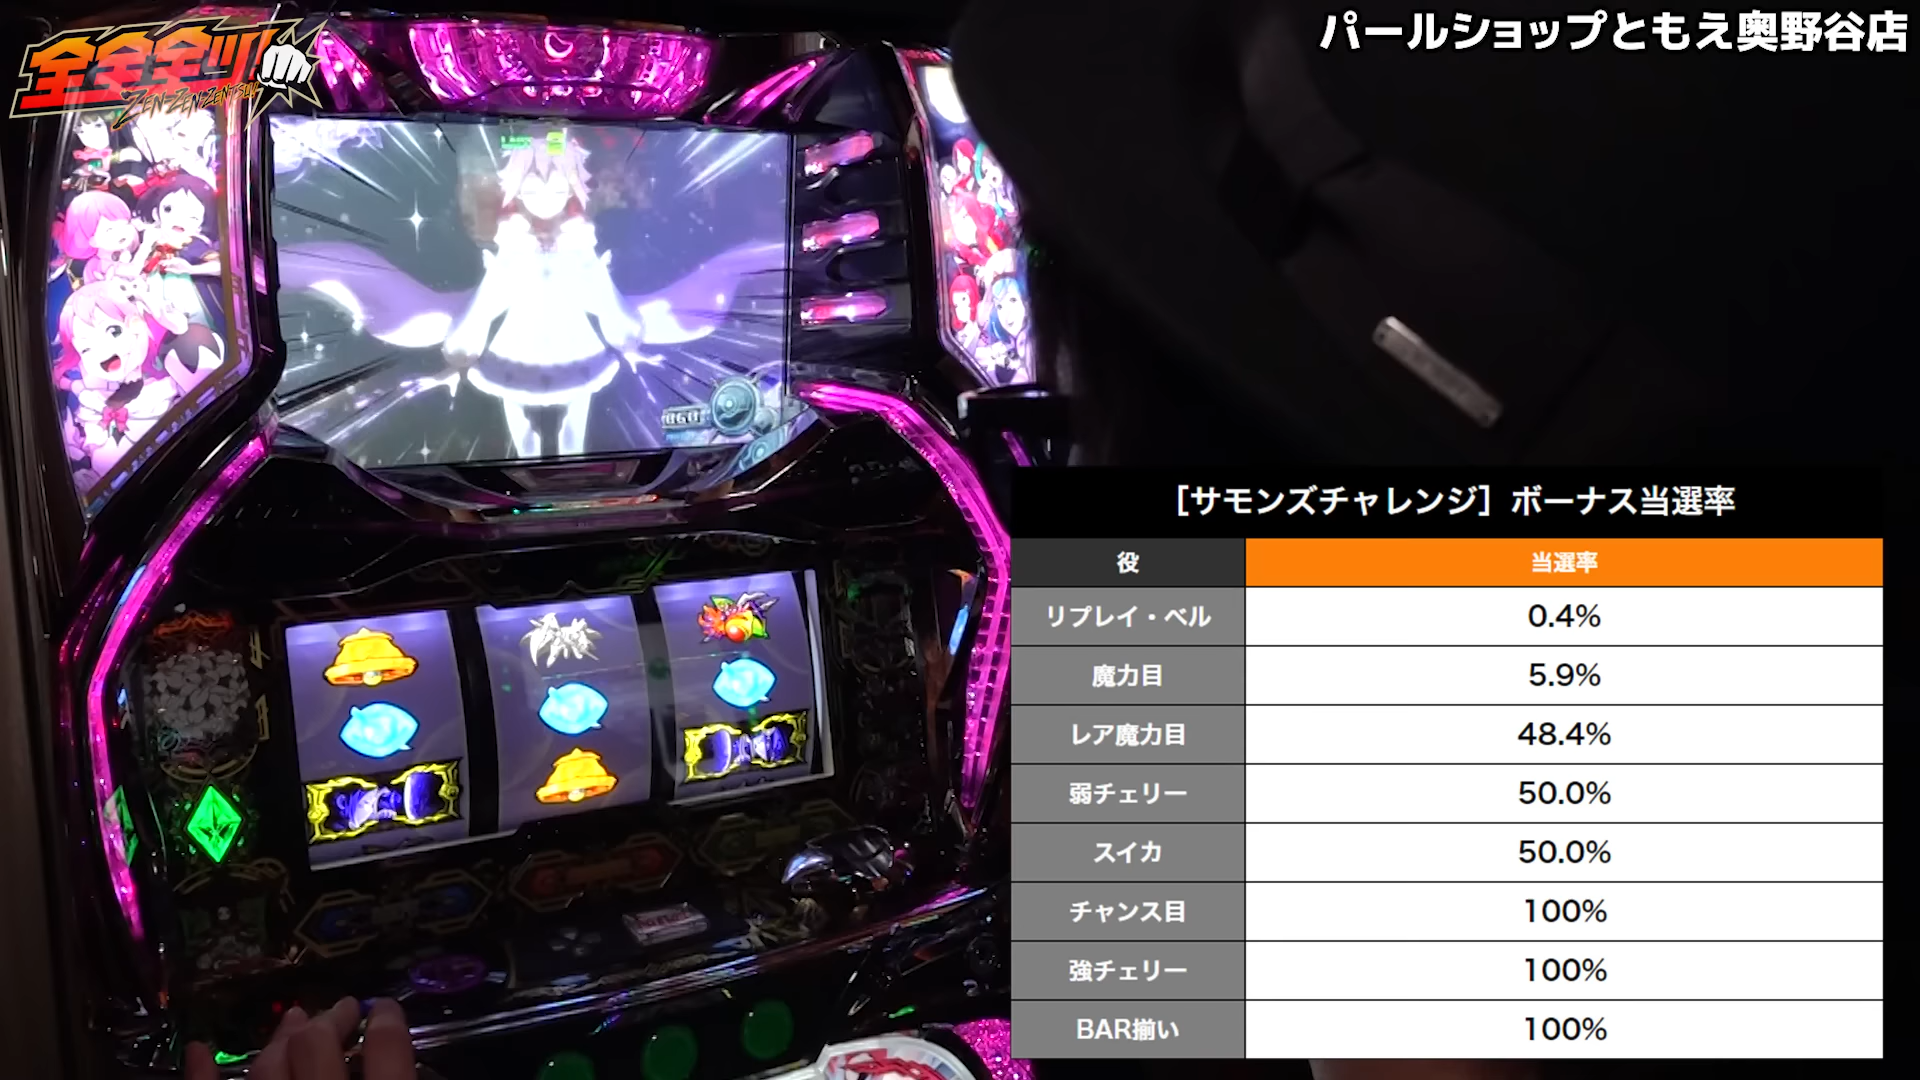 全全全ツ!
ZEN-ZEN-ZENTSU!
パールショップともえ奥野谷店
［サモンズチャレンジ］ボーナス当選率
役 当選率
リプレイ・ベル 0.4%
魔力目 5.9%
レア魔力目 48.4%
弱チェリー 50.0%
スイカ 50.0%
チャンス目 100%
強チェリー 100%
BAR揃い 100%